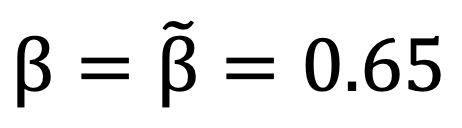 β = β̃ = 0.65